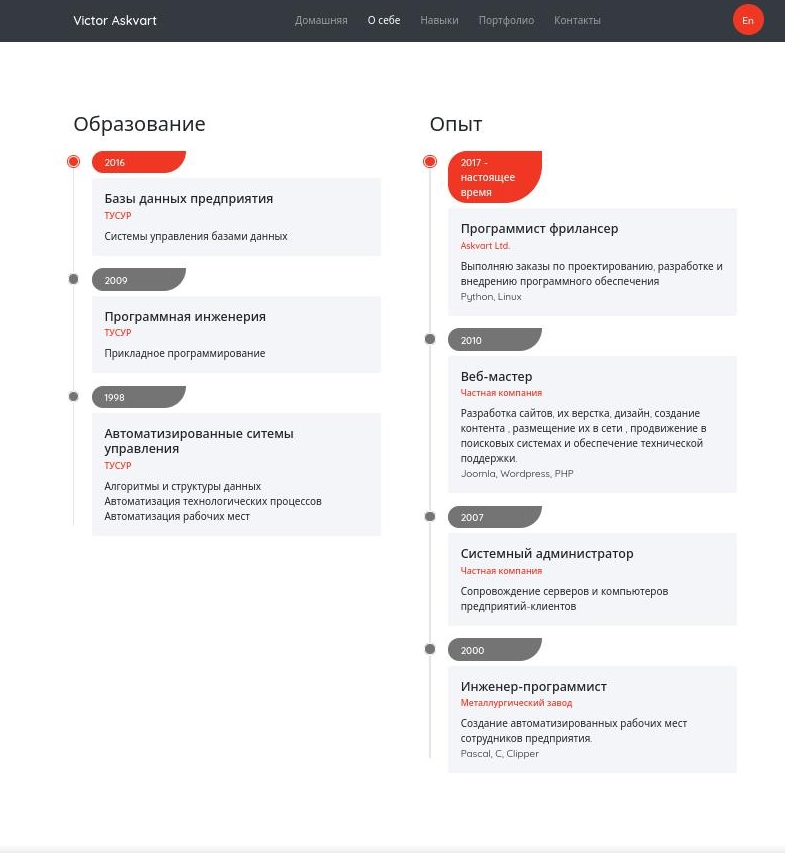 Victor Askvart
Домашняя
О себе
Навыки
Портфолио
Контакты
En
Образование
2016
Базы данных предприятия
ТУСУР
Системы управления базами данных
2009
Программная инженерия
ТУСУР
Прикладное программирование
1998
Автоматизированные ситемы
управления
ТУСУР
Алгоритмы и структуры данных
Автоматизация технологических процессов
Автоматизация рабочих мест
Опыт
2017 -
настоящее
время
Программист фрилансер
Askvart Ltd.
Выполняю заказы по проектированию, разработке и
внедрению программного обеспечения
Python, Linux
2010
Веб-мастер
Частная компания
Разработка сайтов, их верстка, дизайн, создание
контента , размещение их в сети , продвижение в
поисковых системах и обеспечение технической
поддержки.
Joomla, Wordpress, PHP
2007
Системный администратор
Частная компания
Сопровождение серверов и компьютеров
предприятий-клиентов
2000
Инженер-программист
Металлургический завод
Создание автоматизированных рабочих мест
сотрудников предприятия.
Pascal, C, Clipper